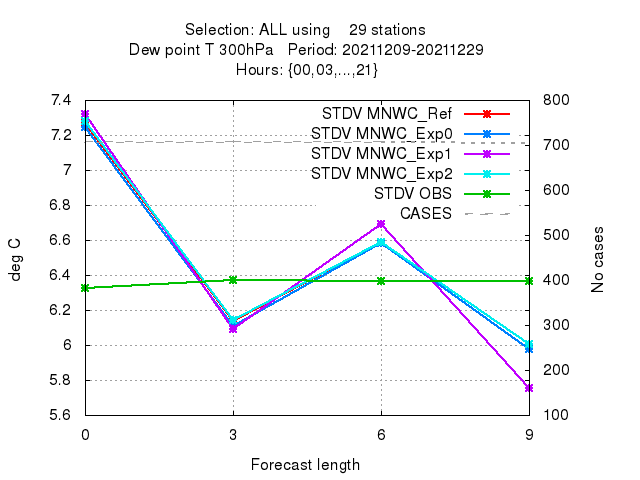 Selection: ALL using    29 stations
Dew point T 300hPa   Period: 20211209-20211229
Hours: {00,03,...,21}
STDV MNWC_Ref
STDV MNWC_Exp0
STDV MNWC_Exp1
STDV MNWC_Exp2
STDV OBS
CASES
7.4
7.2
7
6.8
6.6
6.4
6.2
6
5.8
5.6
deg C
800
700
600
500
400
300
200
100
No cases
0 3 6 9
Forecast length